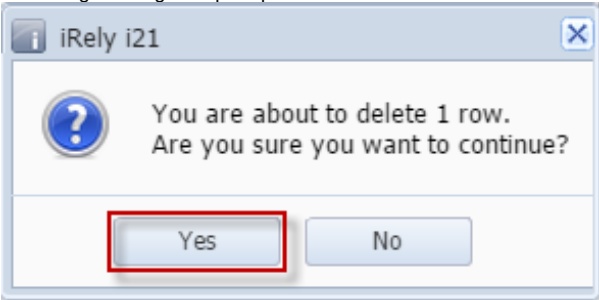 iRely i21
You are about to delete 1 row.
Are you sure you want to continue?
Yes
No